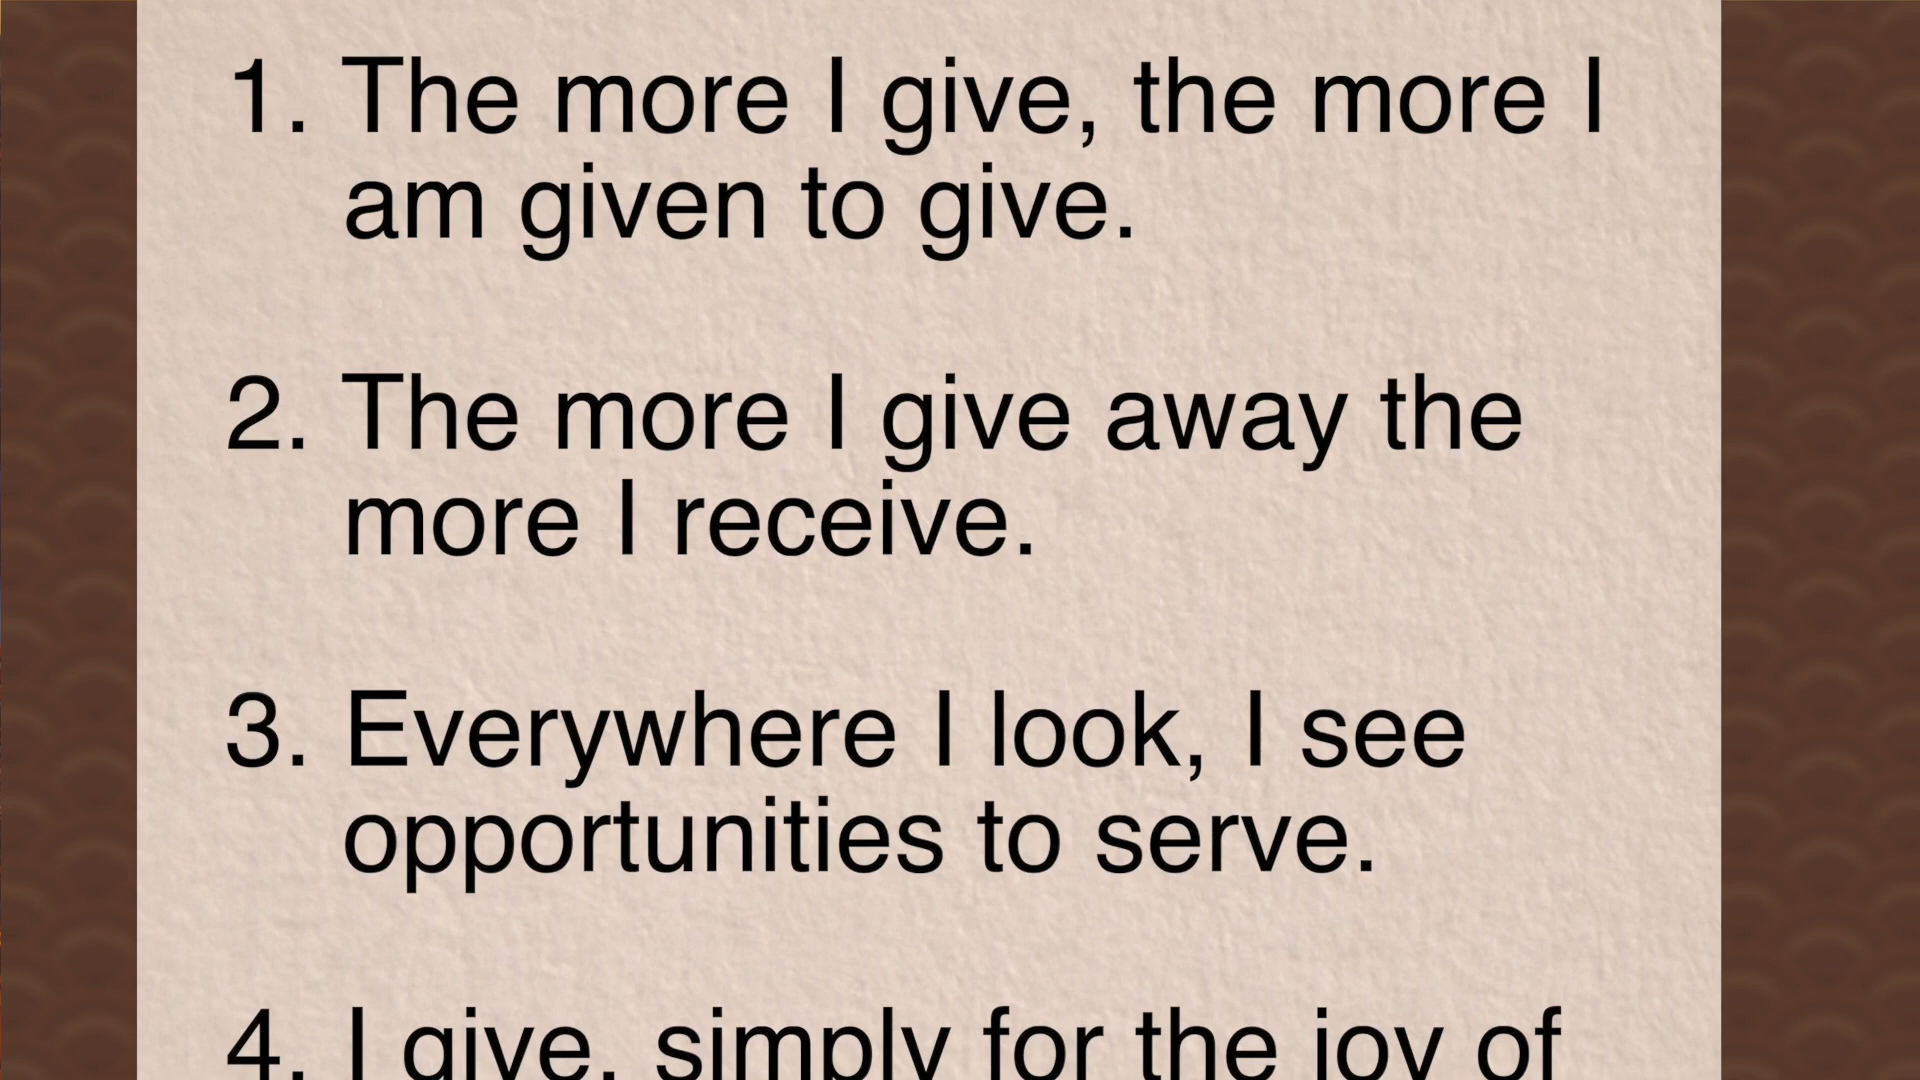 1. The more I give, the more I
am given to give.
2. The more I give away the
more I receive.
3. Everywhere I look, I see
opportunities to serve.
4. I give, simply for the joy of